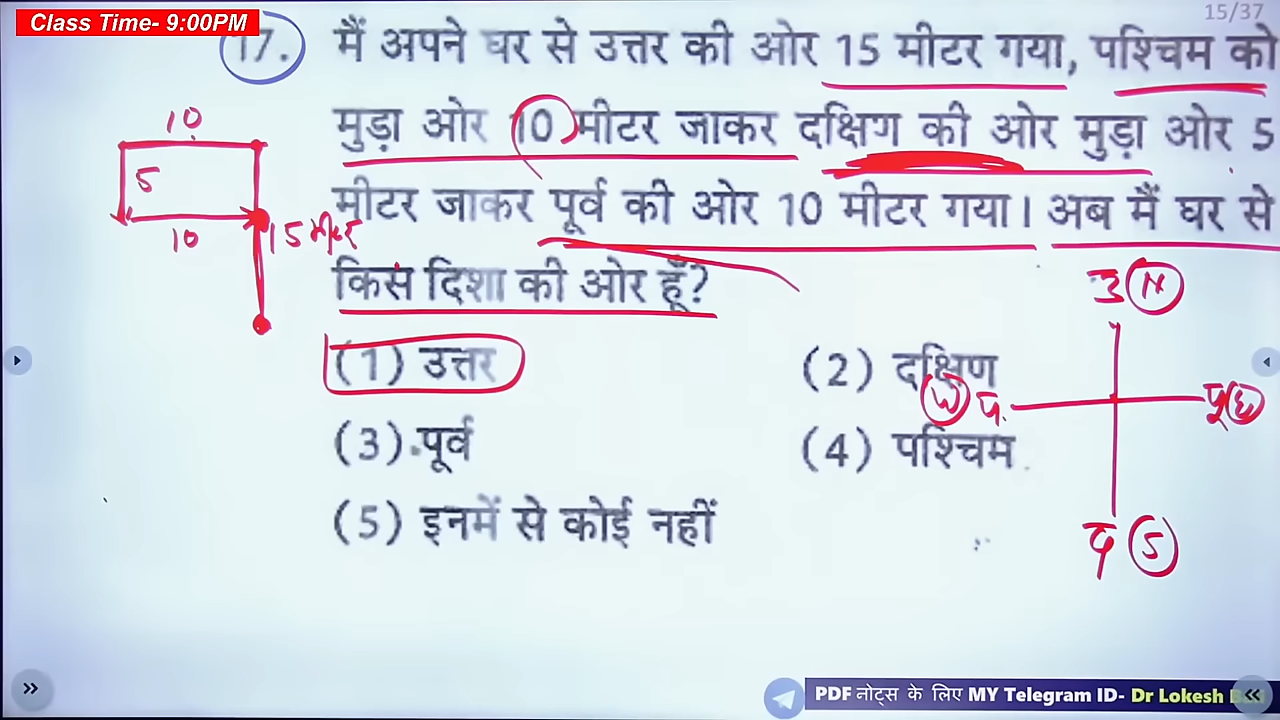 Class Time- 9:00PM
15/37
17. मैं अपने घर से उत्तर की ओर 15 मीटर गया, पश्चिम को
मुड़ा ओर 10 मीटर जाकर दक्षिण की ओर मुड़ा ओर 5
मीटर जाकर पूर्व की ओर 10 मीटर गया। अब मैं घर से
किस दिशा की ओर हूँ?
(1) उत्तर
(2) दक्षिण
(3) पूर्व
(4) पश्चिम
(5) इनमें से कोई नहीं
10
5
10
15 मीटर
उ N
W प.
पू E
द S
PDF नोट्स के लिए MY Telegram ID- Dr Lokesh